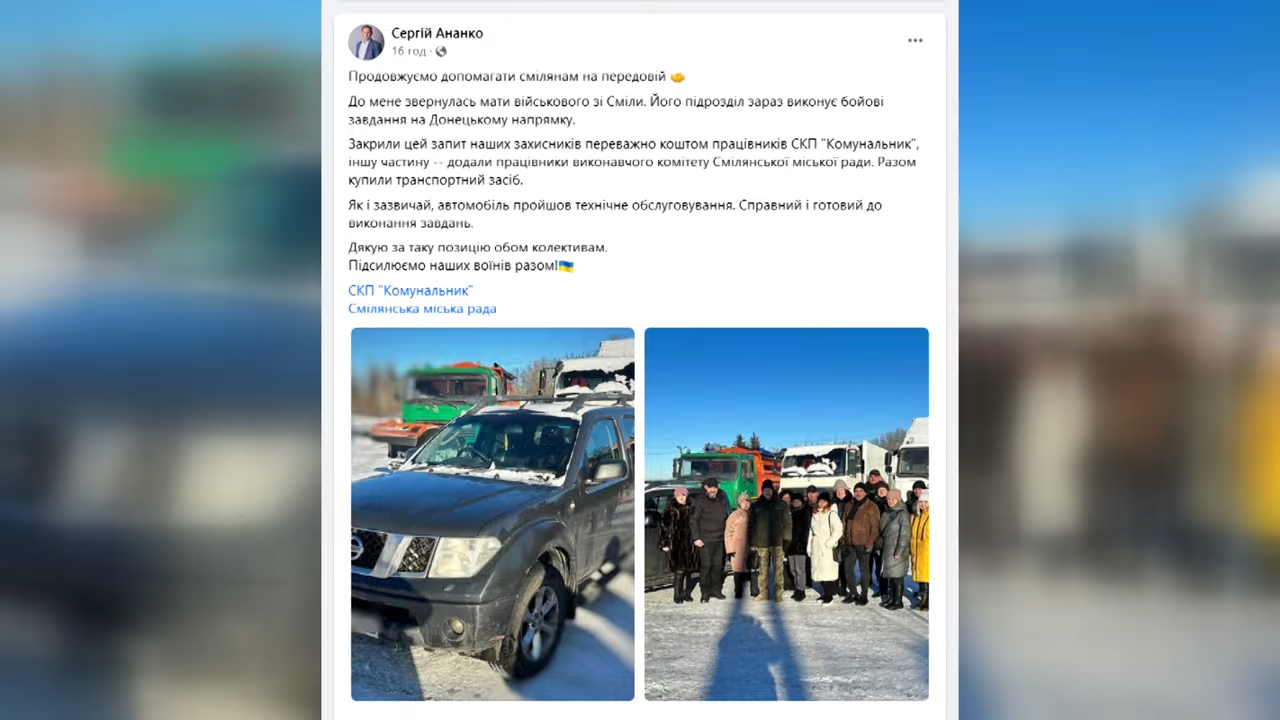 Сергій Ананко
16 год ·
Продовжуємо допомагати смілянам на передовій
До мене звернулась мати військового зі Сміли. Його підрозділ зараз виконує бойові
завдання на Донецькому напрямку.
Закрили цей запит наших захисників переважно коштом працівників СКП "Комунальник",
іншу частину -- додали працівники виконавчого комітету Смілянської міської ради. Разом
купили транспортний засіб.
Як і зазвичай, автомобіль пройшов технічне обслуговування. Справний і готовий до
виконання завдань.
Дякую за таку позицію обом колективам.
Підсилюємо наших воїнів разом!
СКП "Комунальник"
Смілянська міська рада